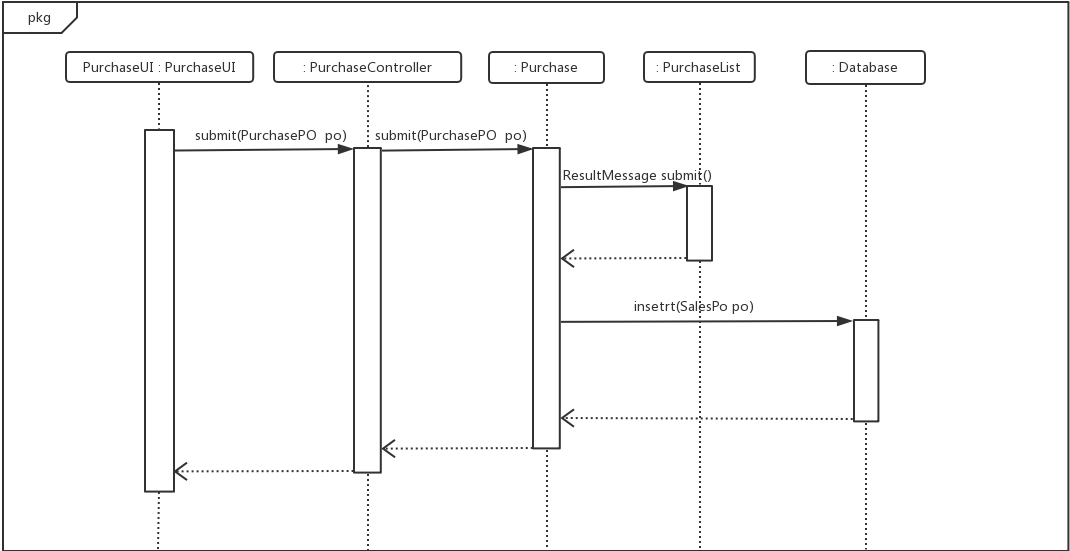 pkg
PurchaseUI : PurchaseUI
: PurchaseController
: Purchase
: PurchaseList
: Database
submit(PurchasePO  po)
submit(PurchasePO  po)
ResultMessage submit()
insetrt(SalesPo po)